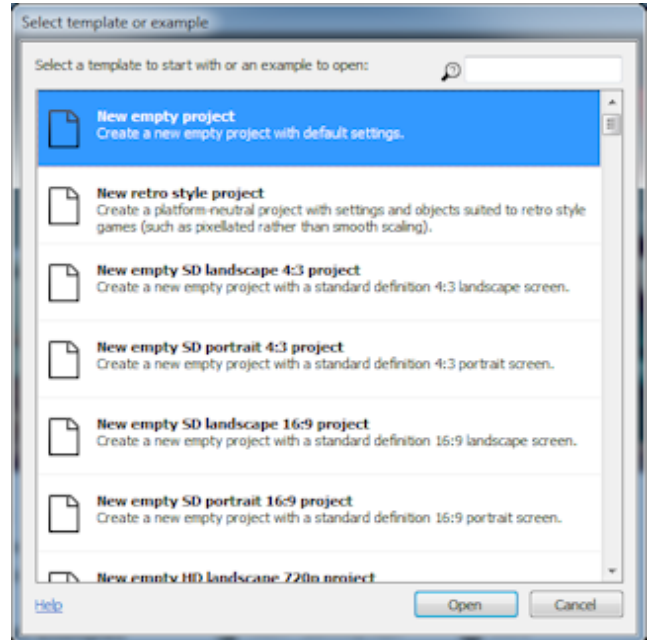 Select template or example
Select a template to start with or an example to open:
New empty project
Create a new empty project with default settings.
New retro style project
Create a platform-neutral project with settings and objects suited to retro style
games (such as pixellated rather than smooth scaling).
New empty SD landscape 4:3 project
Create a new empty project with a standard definition 4:3 landscape screen.
New empty SD portrait 4:3 project
Create a new empty project with a standard definition 4:3 portrait screen.
New empty SD landscape 16:9 project
Create a new empty project with a standard definition 16:9 landscape screen.
New empty SD portrait 16:9 project
Create a new empty project with a standard definition 16:9 portrait screen.
New empty HD landscape 720p project
Help
Open
Cancel